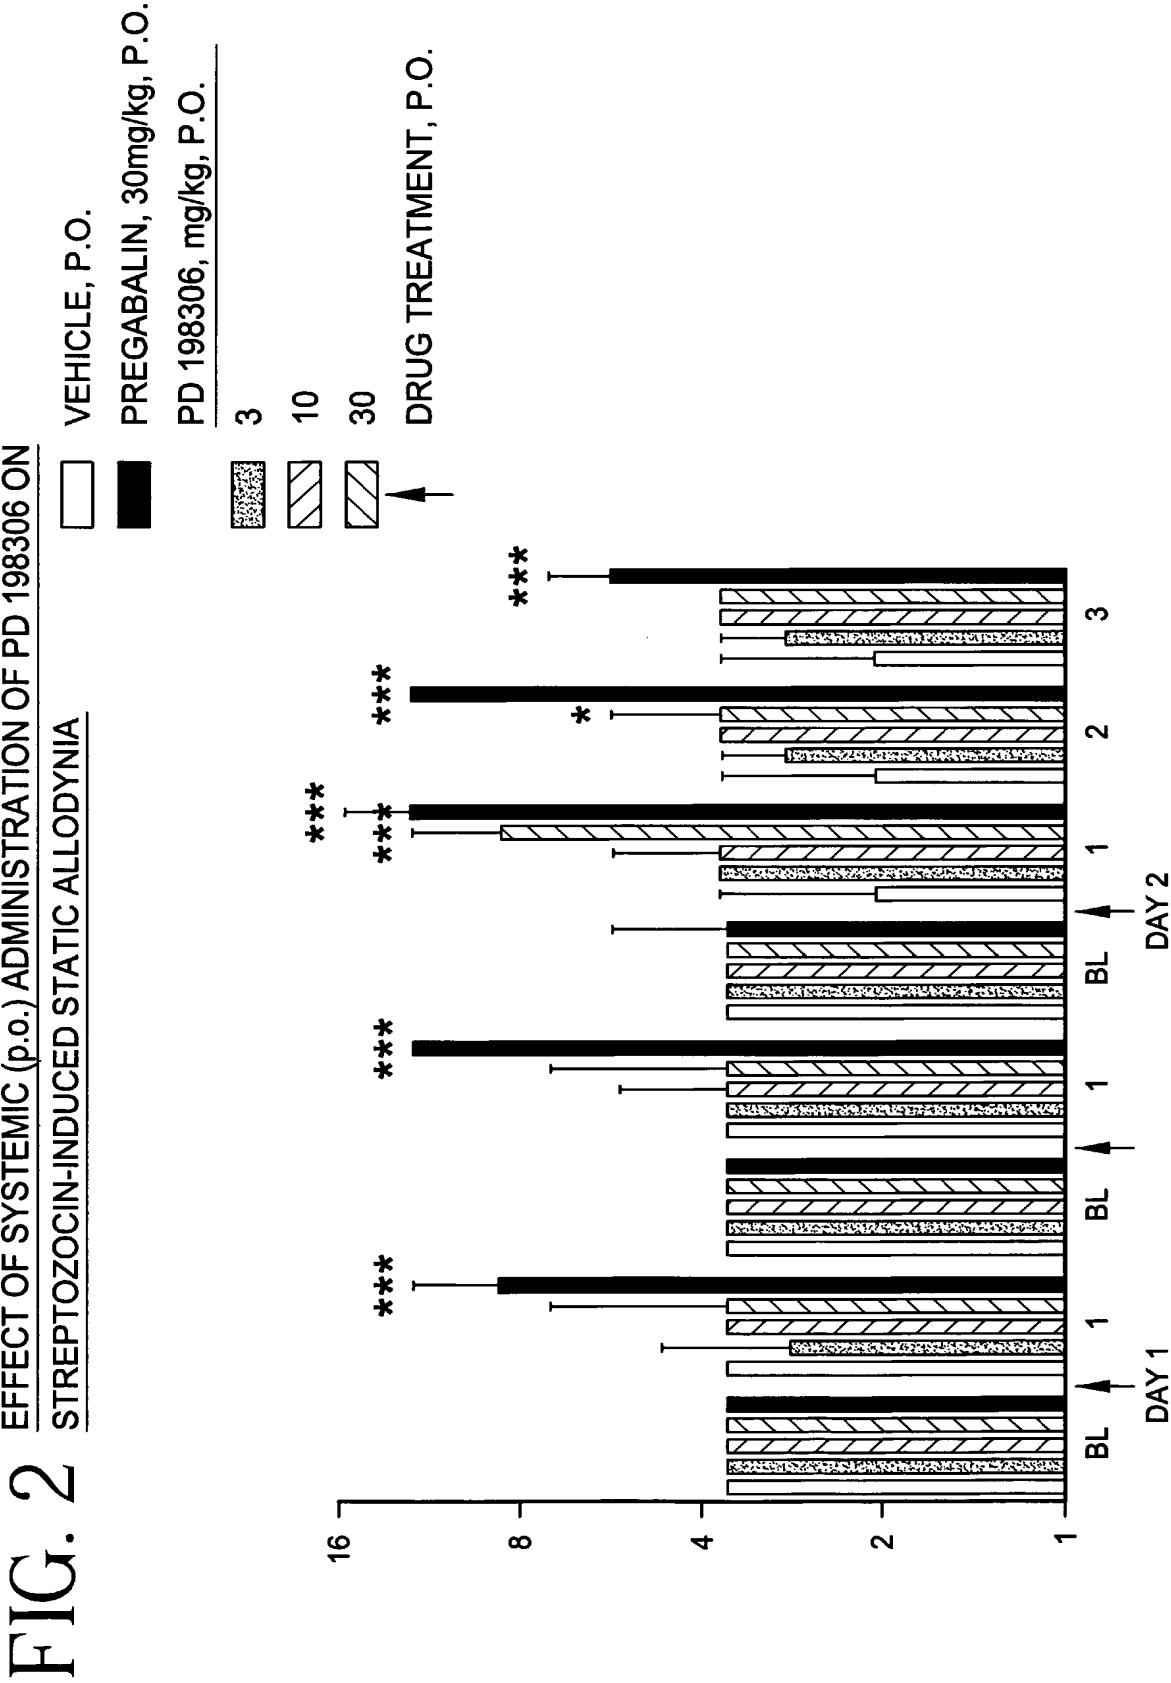 FIG. 2
EFFECT OF SYSTEMIC (p.o.) ADMINISTRATION OF PD 198306 ON
STREPTOZOCIN-INDUCED STATIC ALLODYNIA
VEHICLE, P.O.
PREGABALIN, 30mg/kg, P.O.
PD 198306, mg/kg, P.O.
3
10
30
DRUG TREATMENT, P.O.
16
8
4
2
1
*** *** *** *** *** * *** ***
BL 1 BL 1 BL 1 2 3
DAY 1 DAY 2